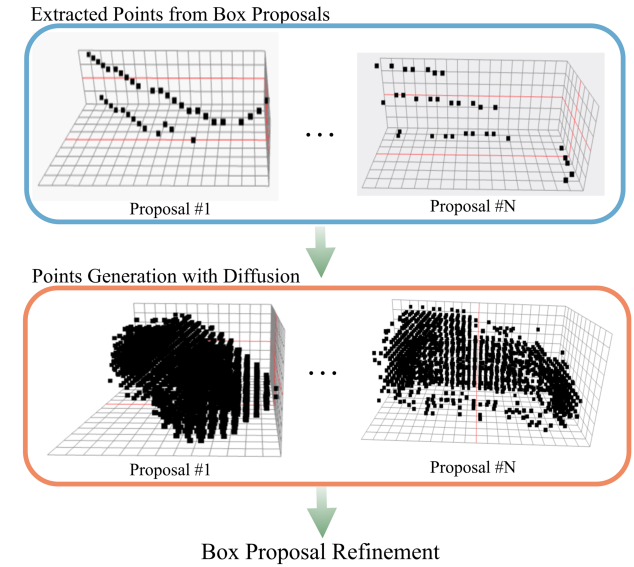 Extracted Points from Box Proposals
...
Proposal #1
Proposal #N
Points Generation with Diffusion
...
Proposal #1
Proposal #N
Box Proposal Refinement